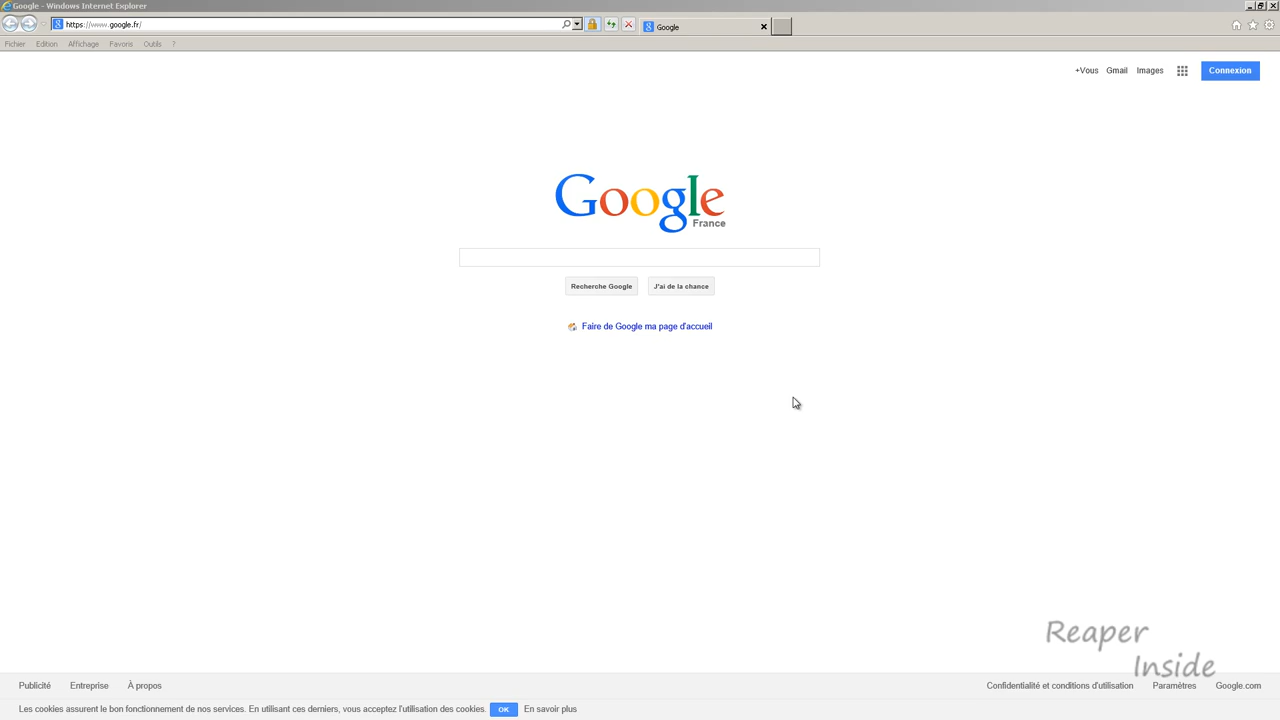 Google - Windows Internet Explorer
https://www.google.fr/
Google
Fichier Edition Affichage Favoris Outils ?
+Vous Gmail Images Connexion
Google
France
Recherche Google J'ai de la chance
Faire de Google ma page d'accueil
Reaper
Inside
Publicité Entreprise À propos Confidentialité et conditions d'utilisation Paramètres Google.com
Les cookies assurent le bon fonctionnement de nos services. En utilisant ces derniers, vous acceptez l'utilisation des cookies. OK En savoir plus